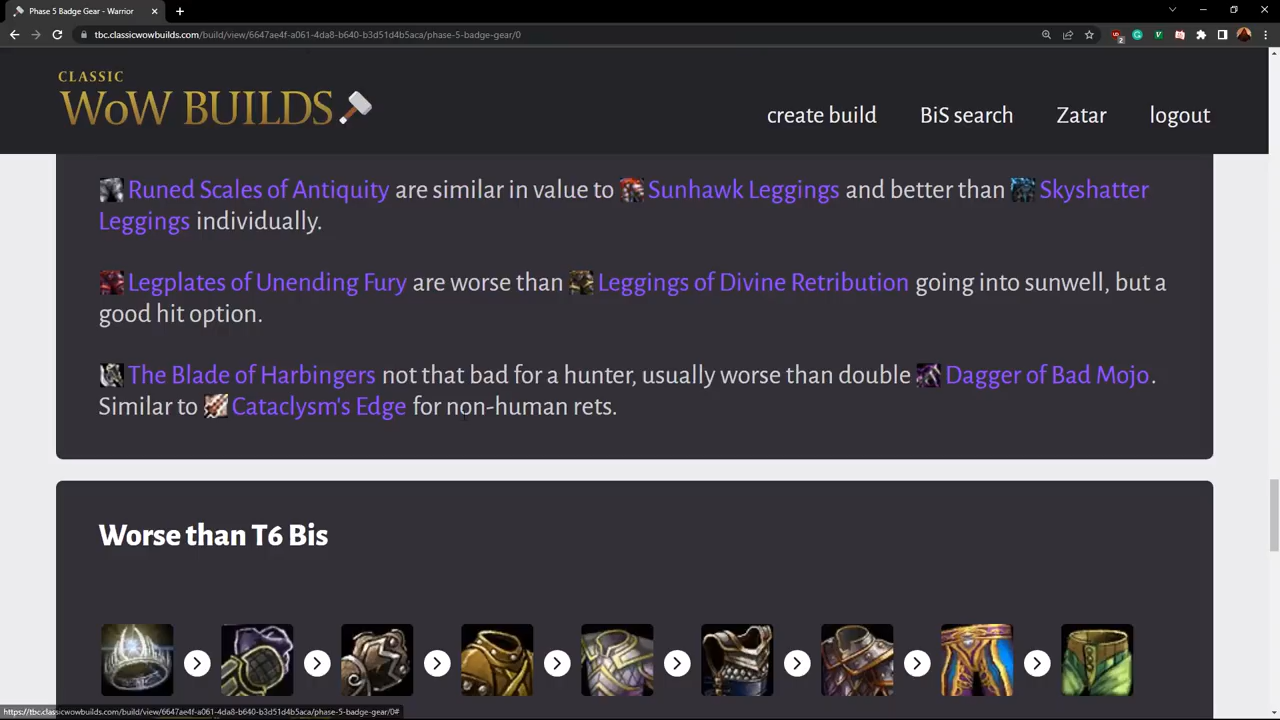 Phase 5 Badge Gear - Warrior
tbc.classicwowbuilds.com/build/view/6647ae4f-a061-4da8-b640-b3d51d4b5aca/phase-5-badge-gear/0
CLASSIC
WoW BUILDS
create build BiS search Zatar logout
Runed Scales of Antiquity are similar in value to Sunhawk Leggings and better than Skyshatter
Leggings individually.
Legplates of Unending Fury are worse than Leggings of Divine Retribution going into sunwell, but a
good hit option.
The Blade of Harbingers not that bad for a hunter, usually worse than double Dagger of Bad Mojo.
Similar to Cataclysm's Edge for non-human rets.
Worse than T6 Bis
https://tbc.classicwowbuilds.com/build/view/6647ae4f-a061-4da8-b640-b3d51d4b5aca/phase-5-badge-gear/0#